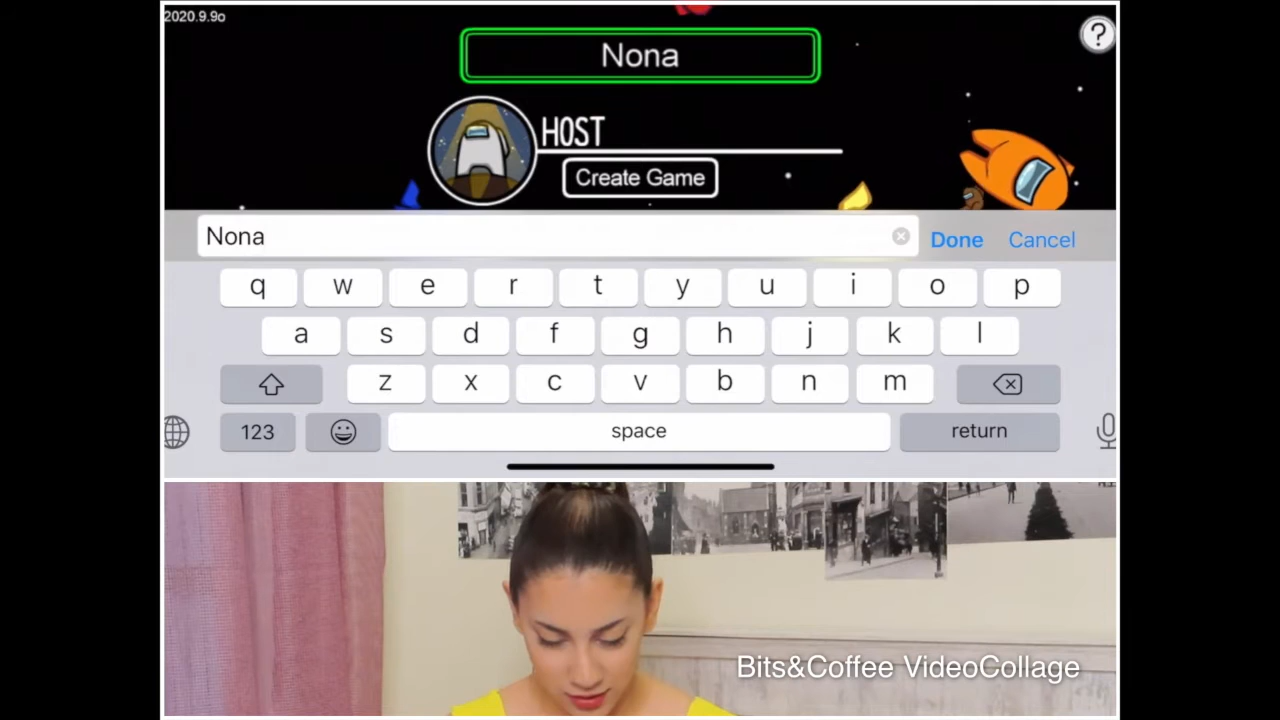 2020.9.9o
?
Nona
HOST
Create Game
Nona
Done Cancel
q w e r t y u i o p
a s d f g h j k l
z x c v b n m
123 space return
Bits&Coffee VideoCollage